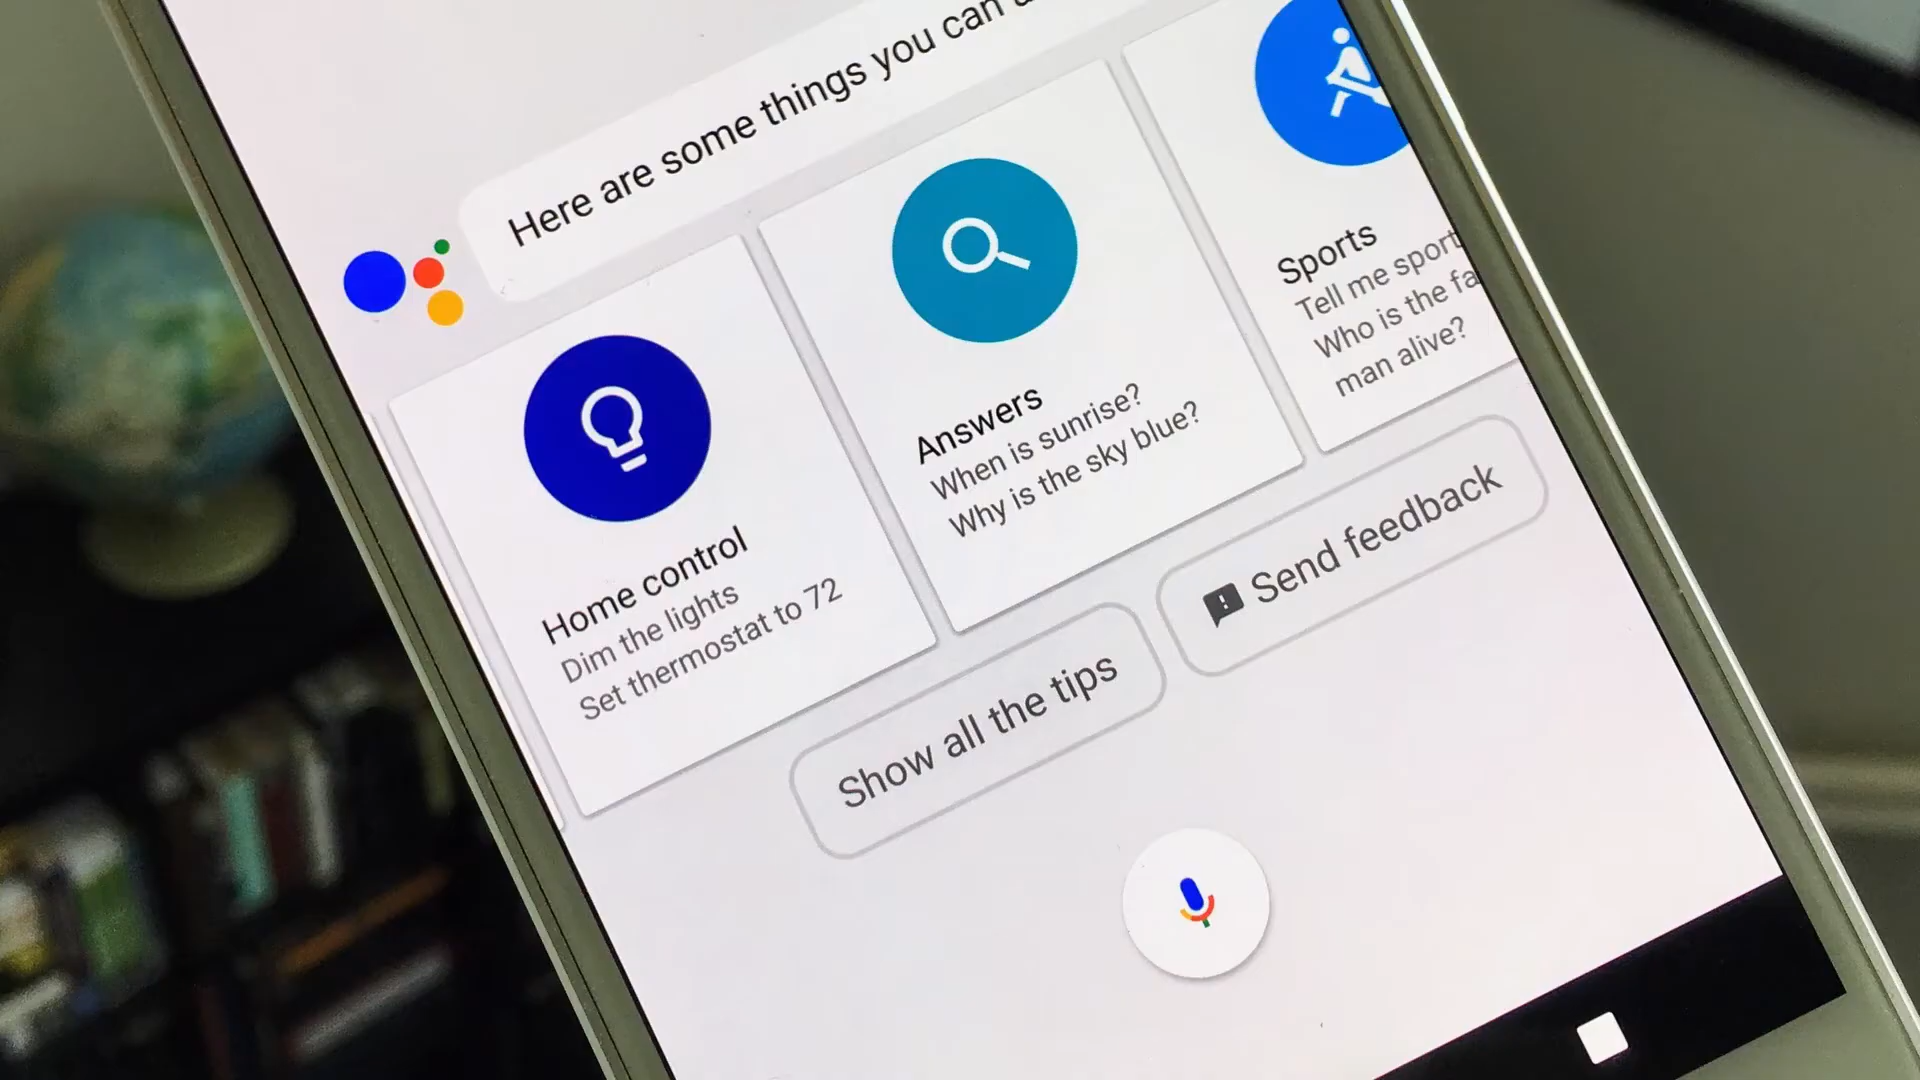 Here are some things you can
Home control
Dim the lights
Set thermostat to 72
Answers
When is sunrise?
Why is the sky blue?
Sports
Tell me sport
Who is the fa
man alive?
Show all the tips
Send feedback